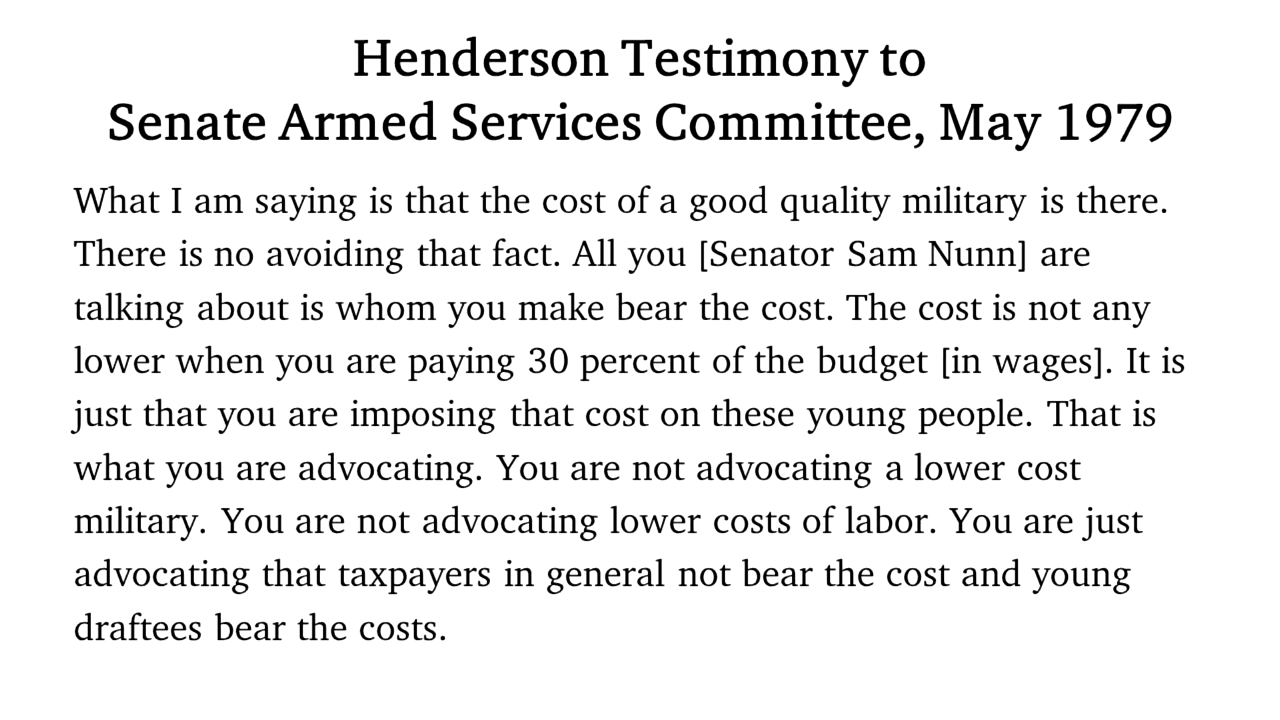 Henderson Testimony to
Senate Armed Services Committee, May 1979
What I am saying is that the cost of a good quality military is there.
There is no avoiding that fact. All you [Senator Sam Nunn] are
talking about is whom you make bear the cost. The cost is not any
lower when you are paying 30 percent of the budget [in wages]. It is
just that you are imposing that cost on these young people. That is
what you are advocating. You are not advocating a lower cost
military. You are not advocating lower costs of labor. You are just
advocating that taxpayers in general not bear the cost and young
draftees bear the costs.